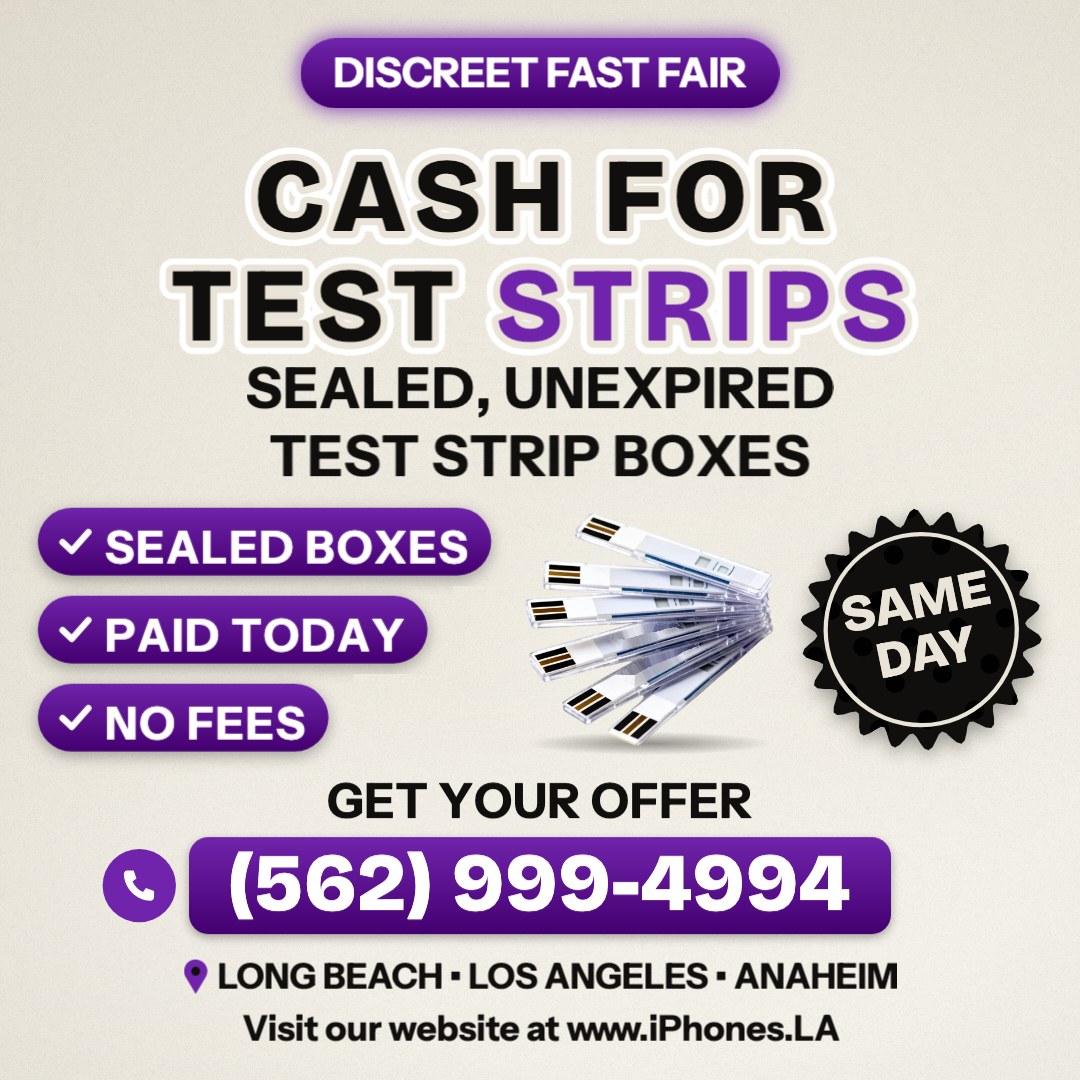 DISCREET FAST FAIR
CASH FOR
TEST STRIPS
SEALED, UNEXPIRED
TEST STRIP BOXES
SEALED BOXES
PAID TODAY
NO FEES
SAME
DAY
GET YOUR OFFER
(562) 999-4994
LONG BEACH ▪ LOS ANGELES ▪ ANAHEIM
Visit our website at www.iPhones.LA